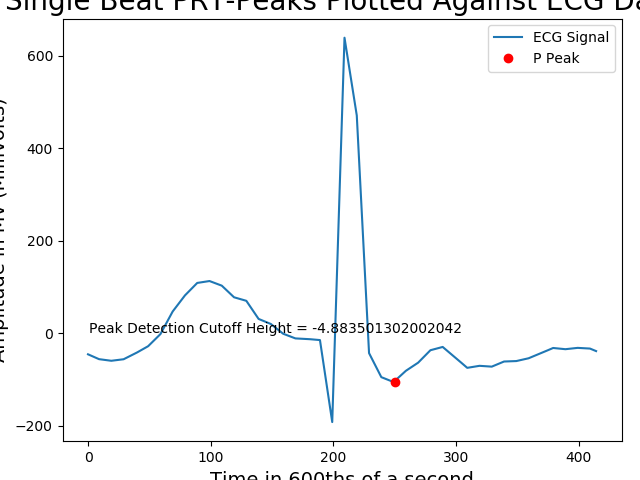 Single Beat PRT-Peaks Plotted Against ECG Da
ECG Signal
P Peak
600
400
200
0
−200
Amplitude in MV (Millivolts)
Peak Detection Cutoff Height = -4.883501302002042
0 100 200 300 400
Time in 600ths of a second